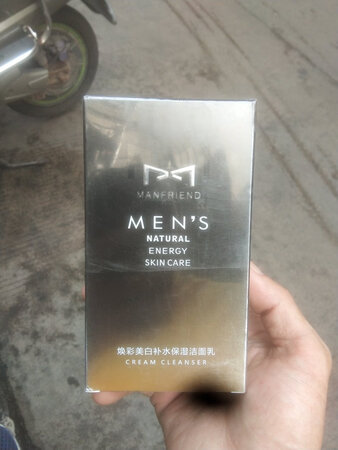 MANFRIEND
MEN'S
NATURAL
ENERGY
SKIN CARE
焕彩美白补水保湿洁面乳
CREAM CLEANSER